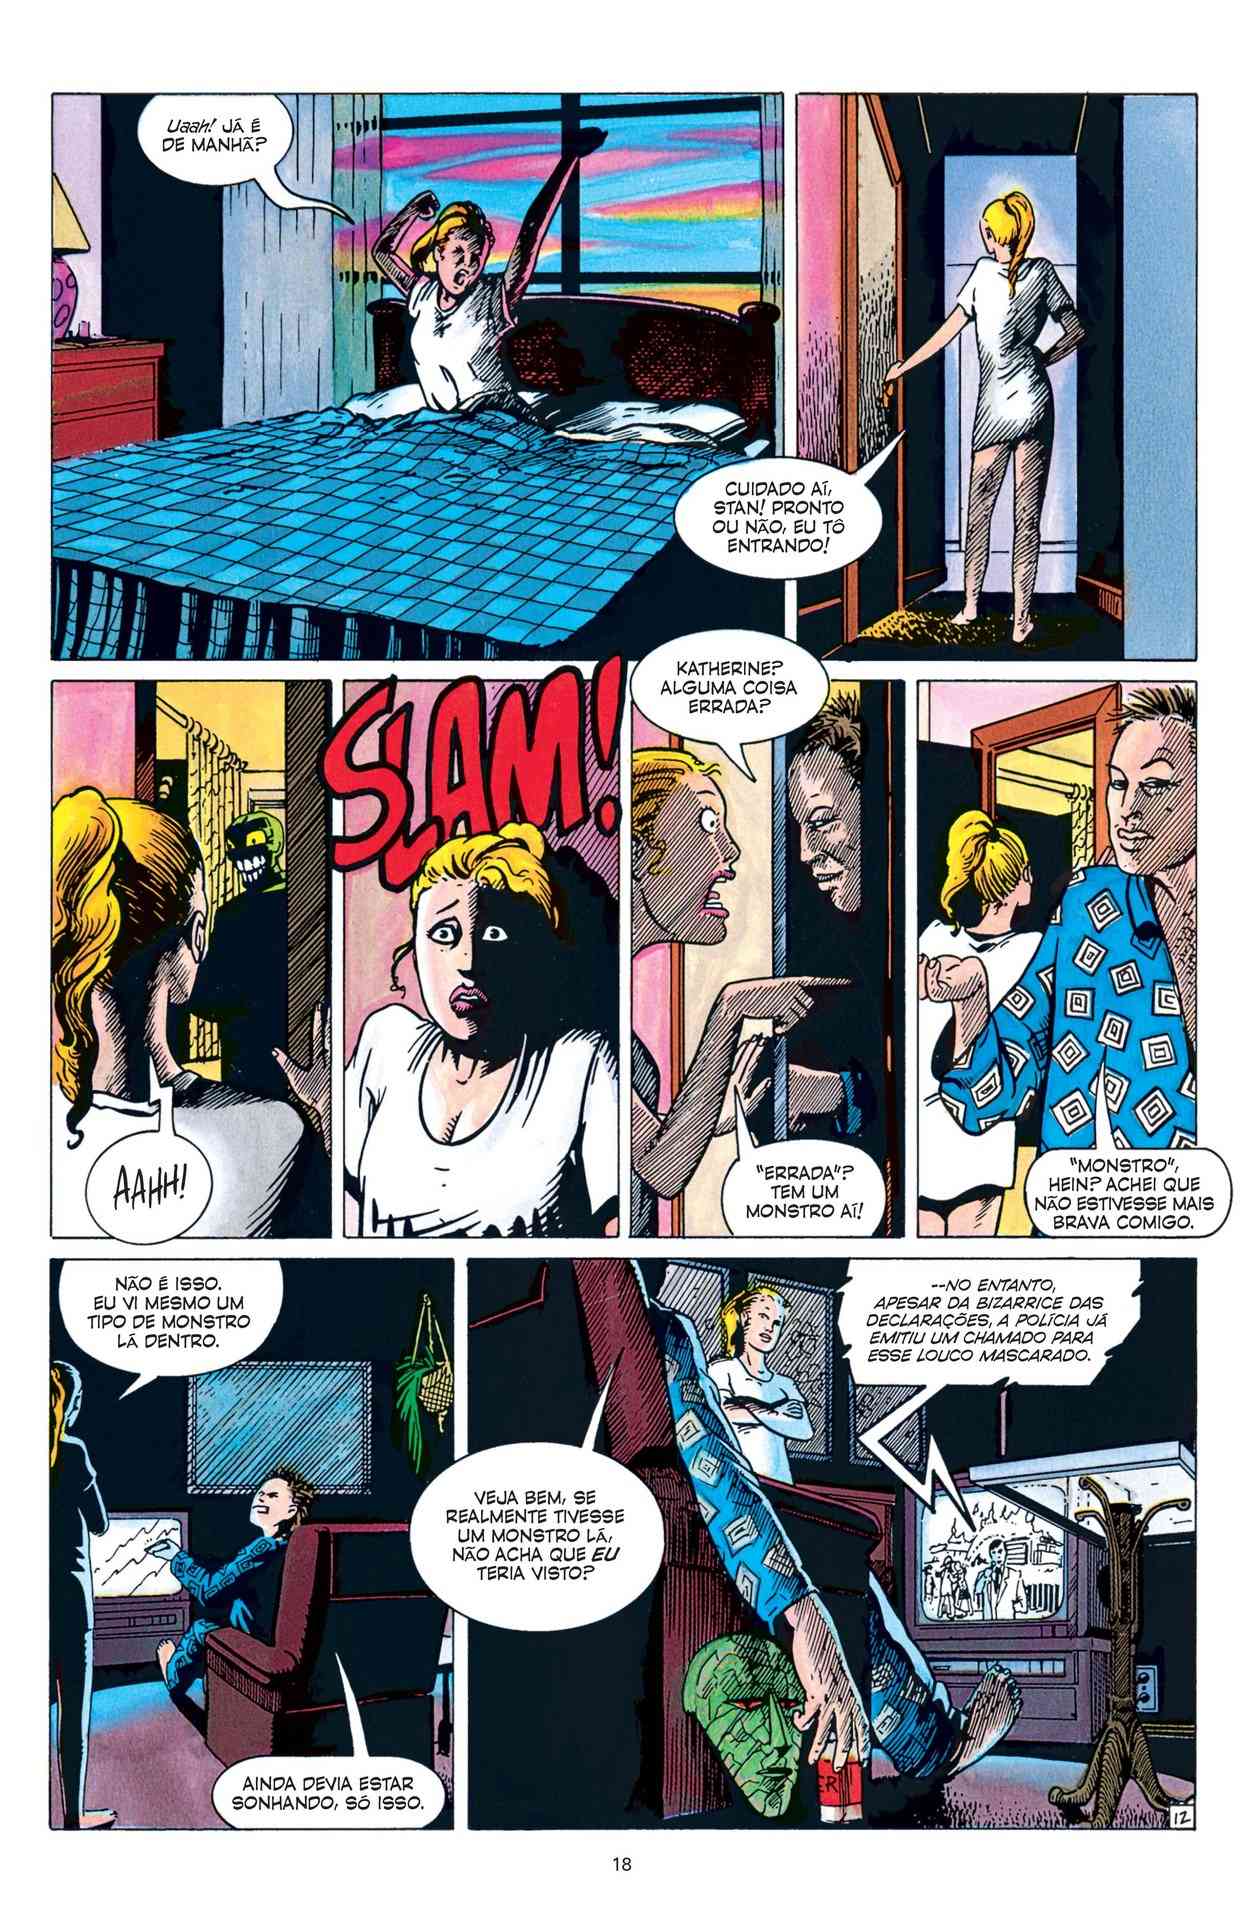 Uaah! JÁ É
DE MANHÃ?
CUIDADO AÍ,
STAN! PRONTO
OU NÃO, EU TÔ
ENTRANDO!
AAHH!
SLAM!
KATHERINE?
ALGUMA COISA
ERRADA?
"ERRADA"?
TEM UM
MONSTRO AÍ!
"MONSTRO",
HEIN? ACHEI QUE
NÃO ESTIVESSE MAIS
BRAVA COMIGO.
NÃO É ISSO.
EU VI MESMO UM
TIPO DE MONSTRO
LÁ DENTRO.
AINDA DEVIA ESTAR
SONHANDO, SÓ ISSO.
VEJA BEM, SE
REALMENTE TIVESSE
UM MONSTRO LÁ,
NÃO ACHA QUE EU
TERIA VISTO?
--NO ENTANTO,
APESAR DA BIZARRICE DAS
DECLARAÇÕES, A POLÍCIA JÁ
EMITIU UM CHAMADO PARA
ESSE LOUCO MASCARADO.
ER
12
18